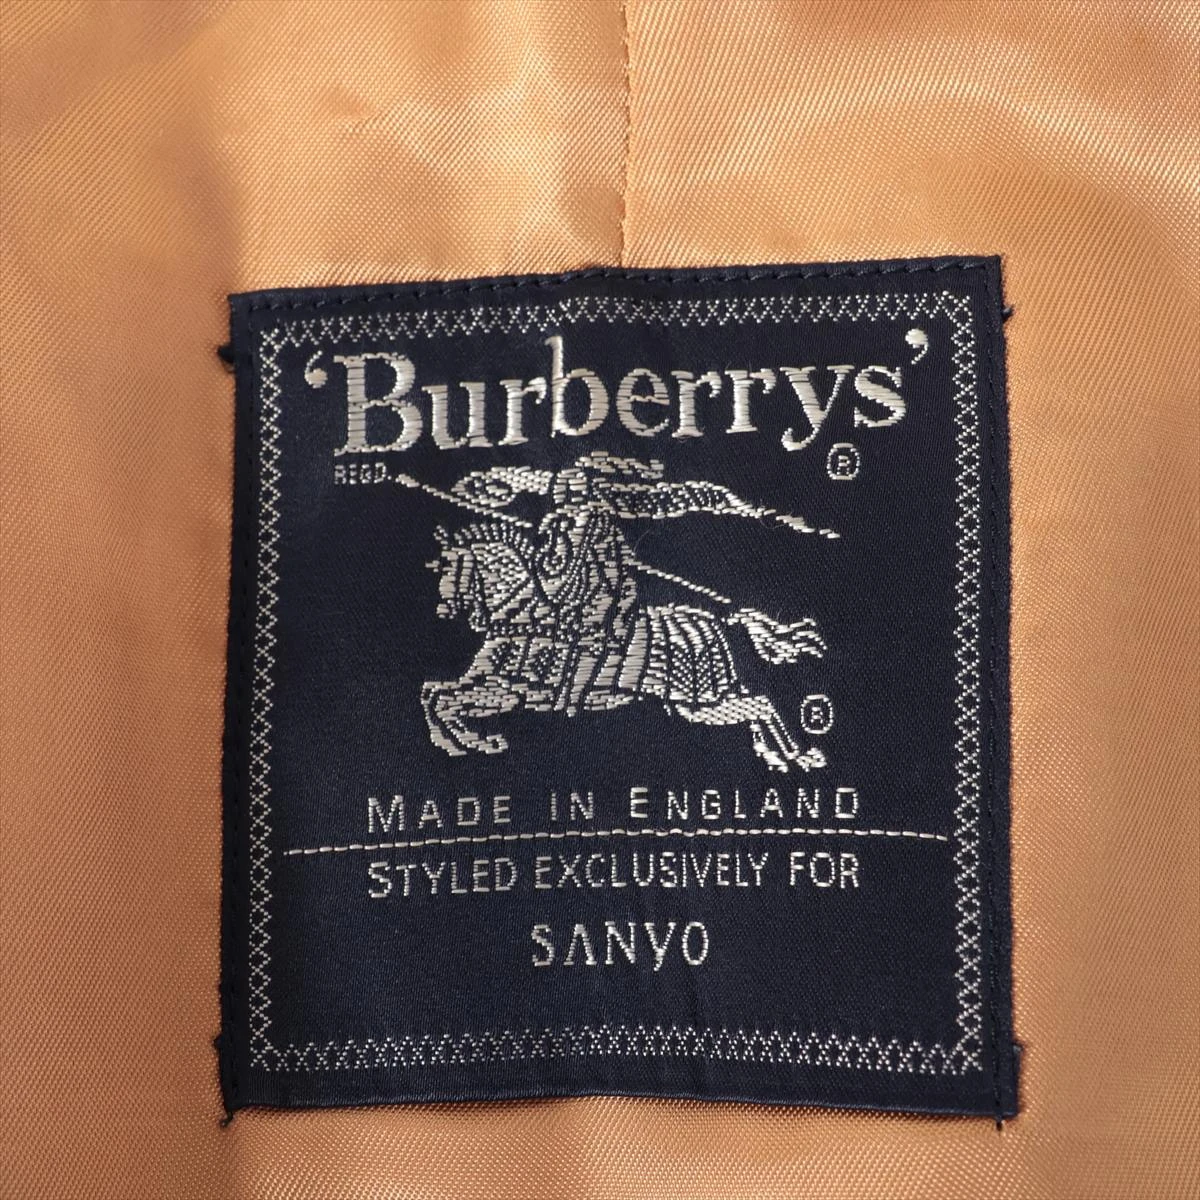 ‘Burberrys’
REGD ®
®
MADE IN ENGLAND
STYLED EXCLUSIVELY FOR
SANYO